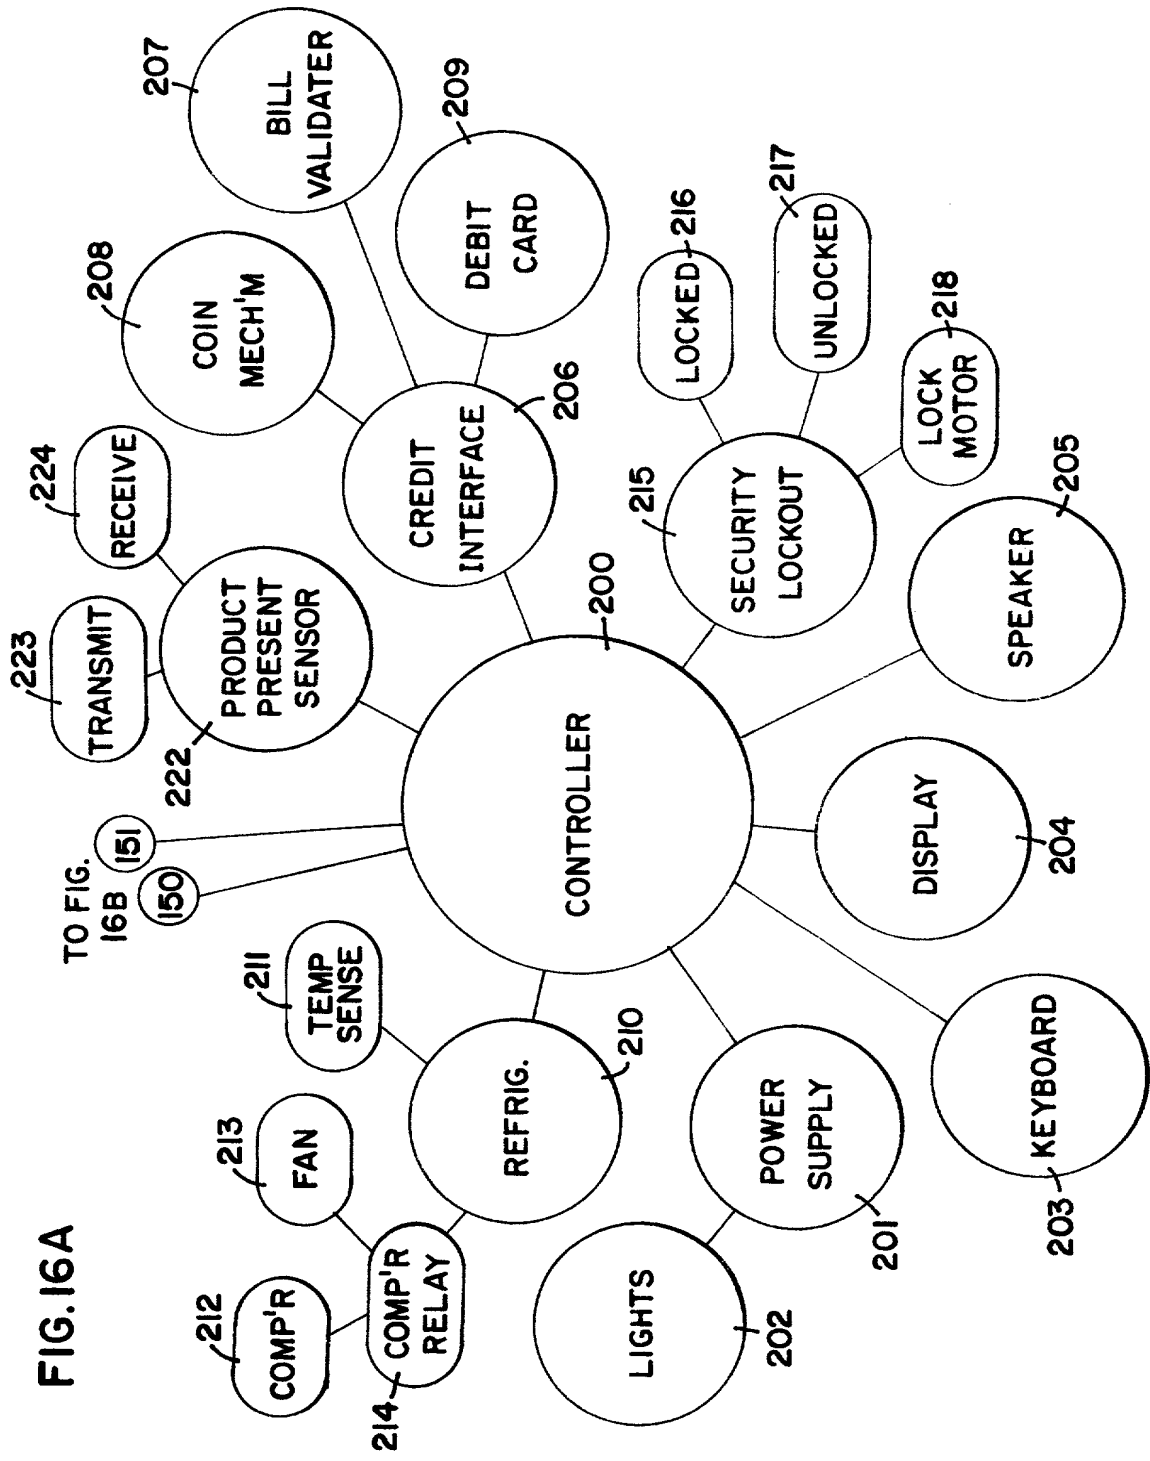 FIG. 16A
TO FIG.
16B
150
151
212
COMP'R
213
FAN
214
COMP'R
RELAY
211
TEMP
SENSE
REFRIG.
210
223
TRANSMIT
224
RECEIVE
222
PRODUCT
PRESENT
SENSOR
208
COIN
MECH'M
207
BILL
VALIDATER
209
DEBIT
CARD
CREDIT
INTERFACE
206
CONTROLLER
200
LIGHTS
202
POWER
SUPPLY
201
KEYBOARD
203
DISPLAY
204
SPEAKER
205
215
SECURITY
LOCKOUT
LOCKED
216
UNLOCKED
217
LOCK
MOTOR
218